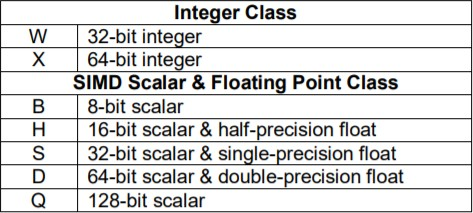 Integer Class
W 32-bit integer
X 64-bit integer
SIMD Scalar & Floating Point Class
B 8-bit scalar
H 16-bit scalar & half-precision float
S 32-bit scalar & single-precision float
D 64-bit scalar & double-precision float
Q 128-bit scalar